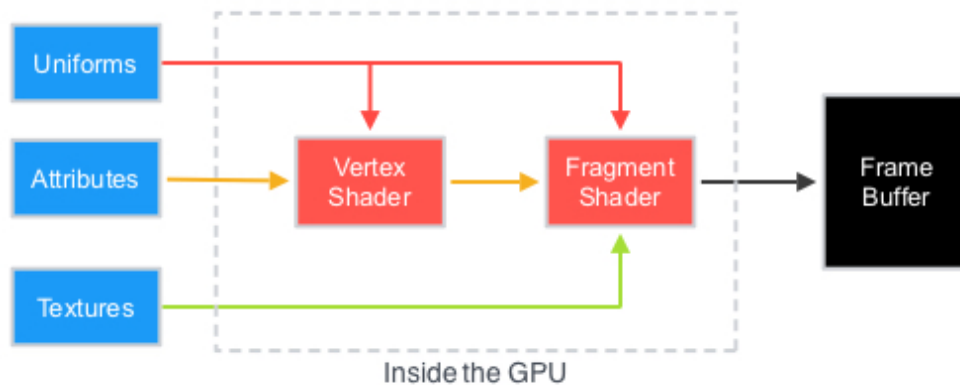 Uniforms
Attributes
Textures
Vertex
Shader
Fragment
Shader
Frame
Buffer
Inside the GPU